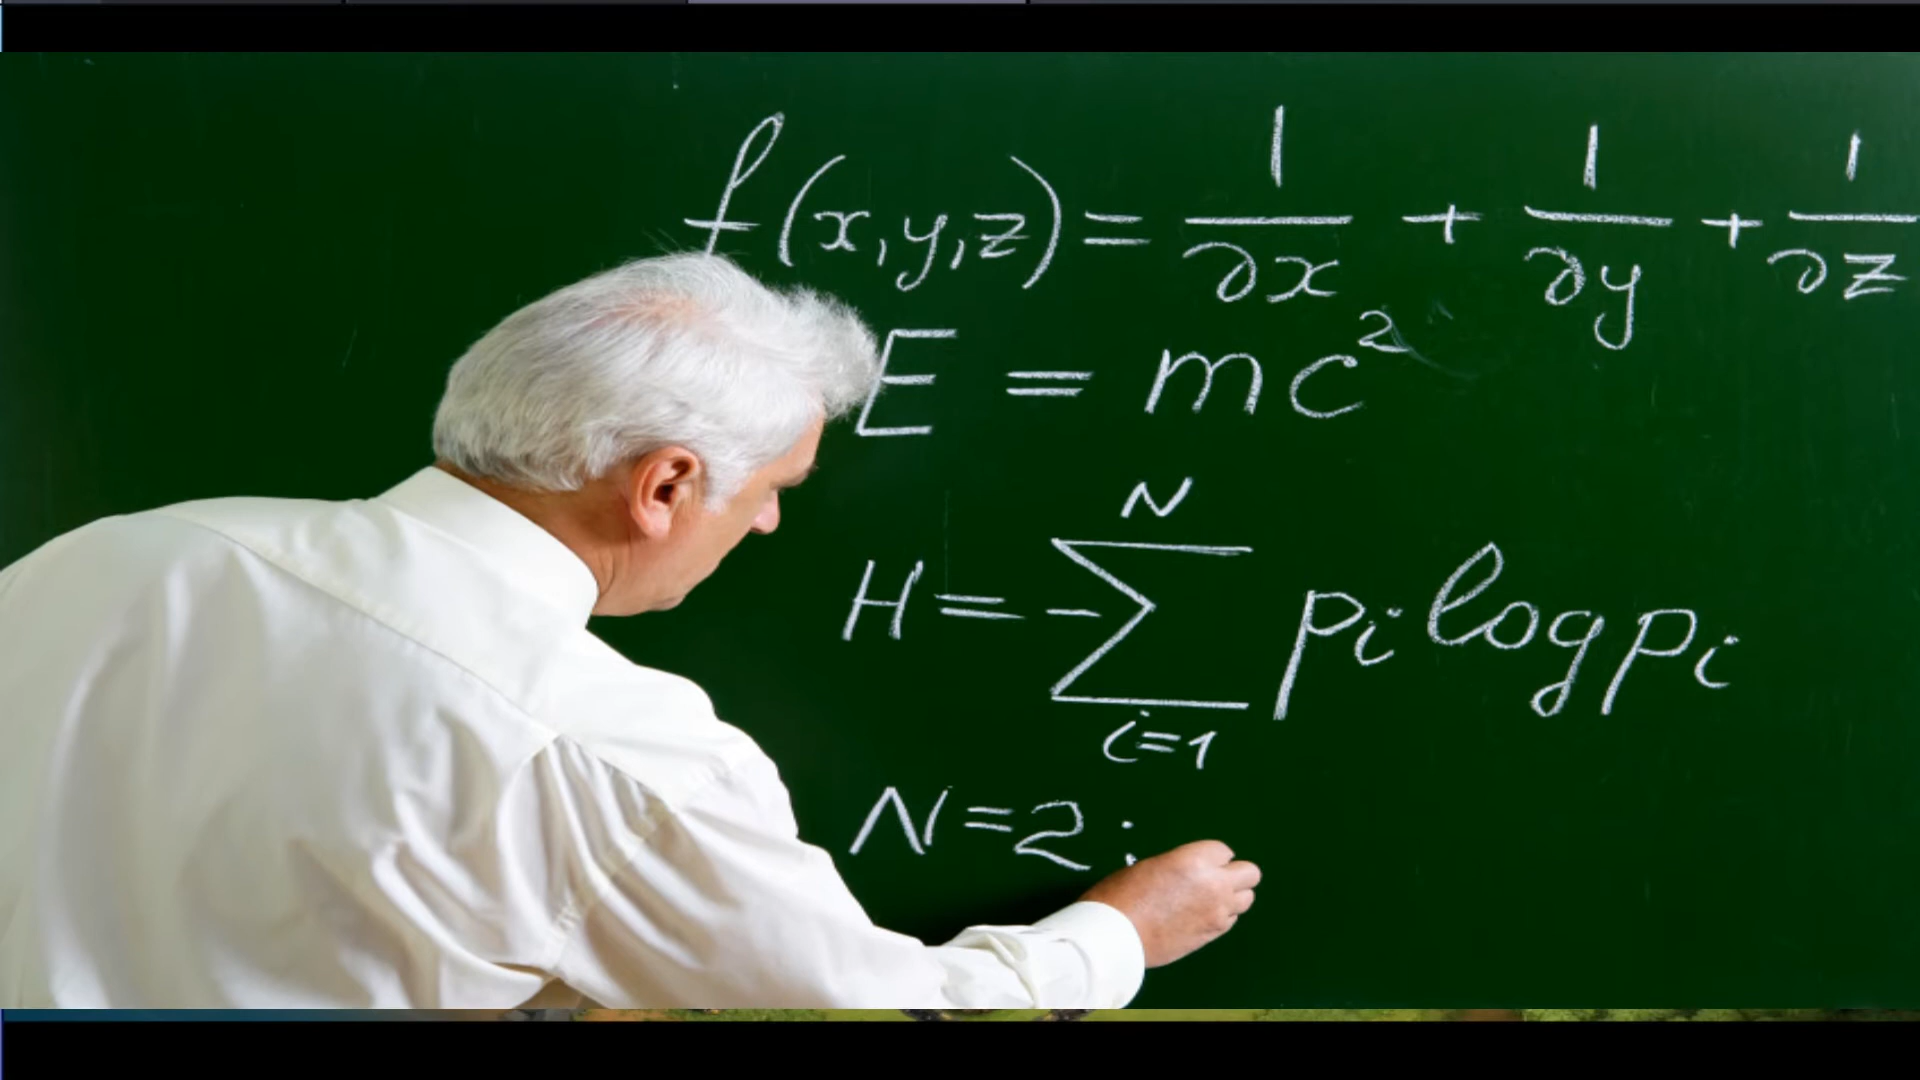 f(x,y,z) = 1/∂x + 1/∂y + 1/∂z
E = mc²
H = -∑_{i=1}^{N} pᵢ log pᵢ
N=2;